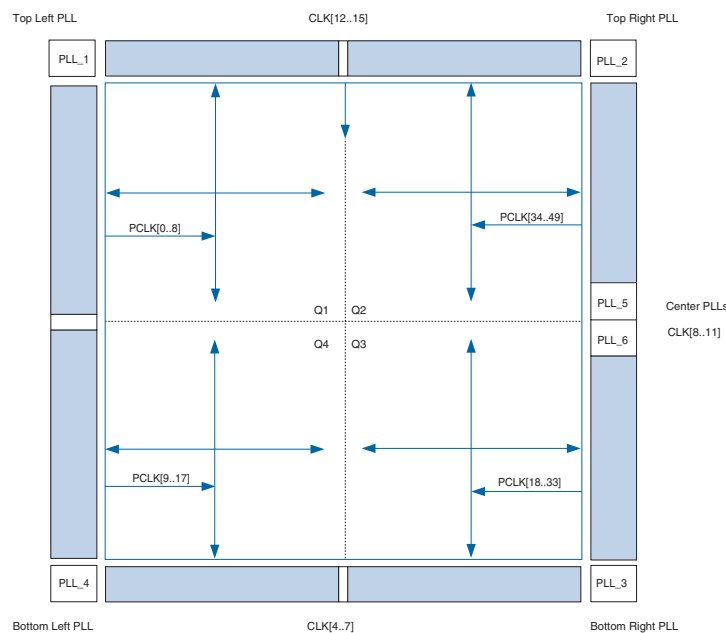 Top Left PLL
CLK[12..15]
Top Right PLL
PLL_1
PLL_2
PCLK[0..8]
PCLK[34..49]
Q1
Q2
PLL_5
Center PLLs
Q4
Q3
PLL_6
CLK[8..11]
PCLK[9..17]
PCLK[18..33]
PLL_4
PLL_3
Bottom Left PLL
CLK[4..7]
Bottom Right PLL